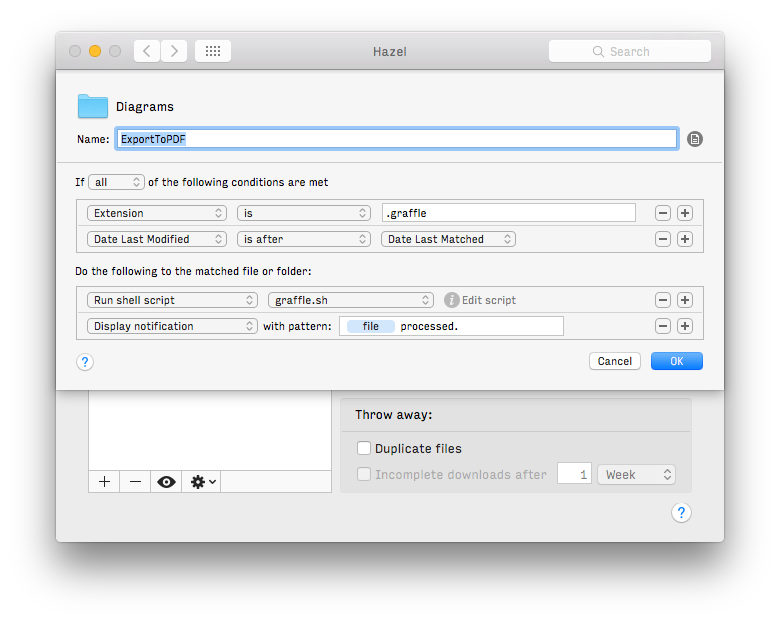 Hazel
Search
Diagrams
Name: ExportToPDF
If all of the following conditions are met
Extension is .graffle
Date Last Modified is after Date Last Matched
Do the following to the matched file or folder:
Run shell script graffle.sh i Edit script
Display notification with pattern: file processed.
? Cancel OK
Throw away:
Duplicate files
Incomplete downloads after 1 Week
?